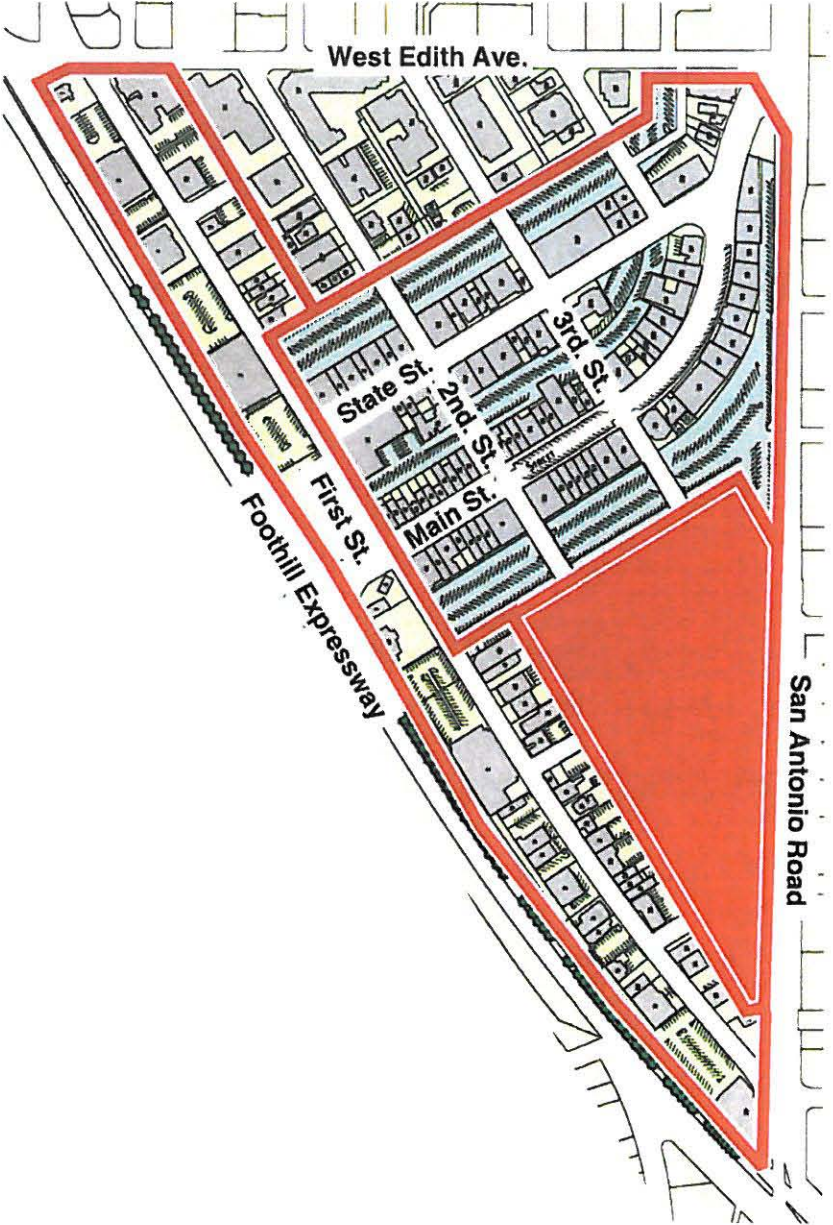 West Edith Ave.
3rd. St.
State St.
2nd. St.
Main St.
First St.
Foothill Expressway
San Antonio Road